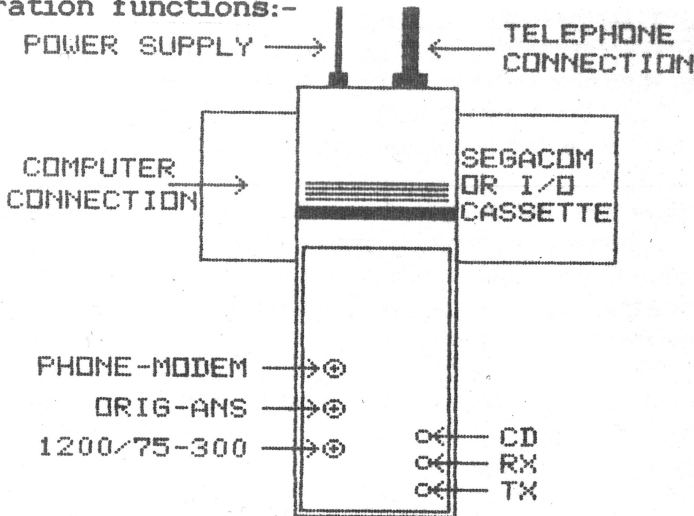 ration functions:-
POWER SUPPLY
TELEPHONE
CONNECTION
COMPUTER
CONNECTION
SEGACOM
OR I/O
CASSETTE
PHONE-MODEM
ORIG-ANS
1200/75-300
CD
RX
TX